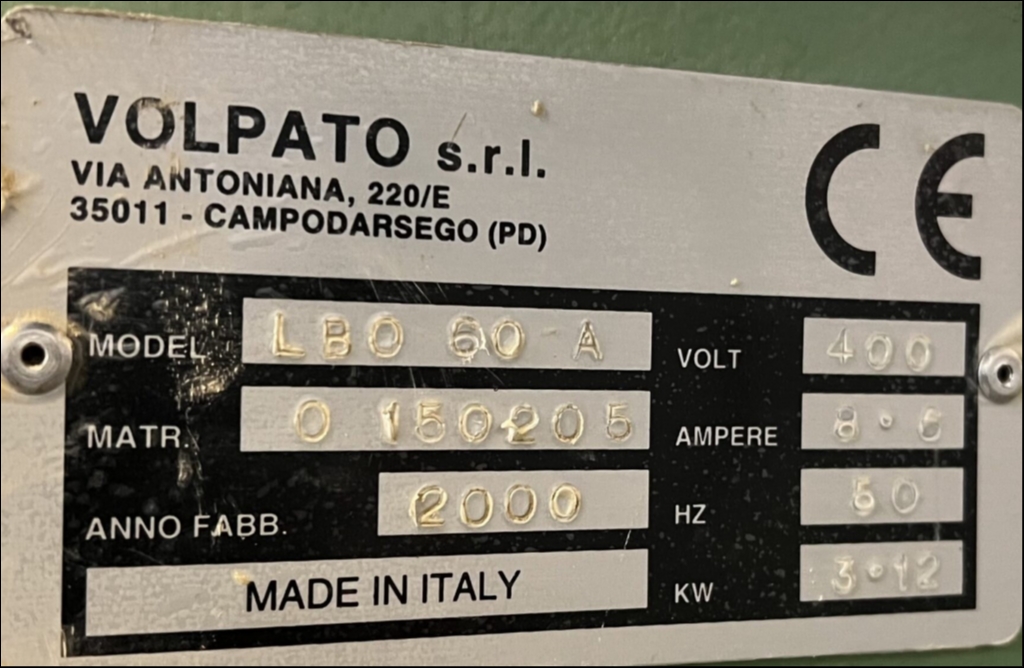 VOLPATO s.r.l.
VIA ANTONIANA, 220/E
35011 - CAMPODARSEGO (PD)
CE
MODEL LBO 60 A
MATR. 0 150205
ANNO FABB. 2000
MADE IN ITALY
VOLT 400
AMPERE 8.6
HZ 50
KW 3.12